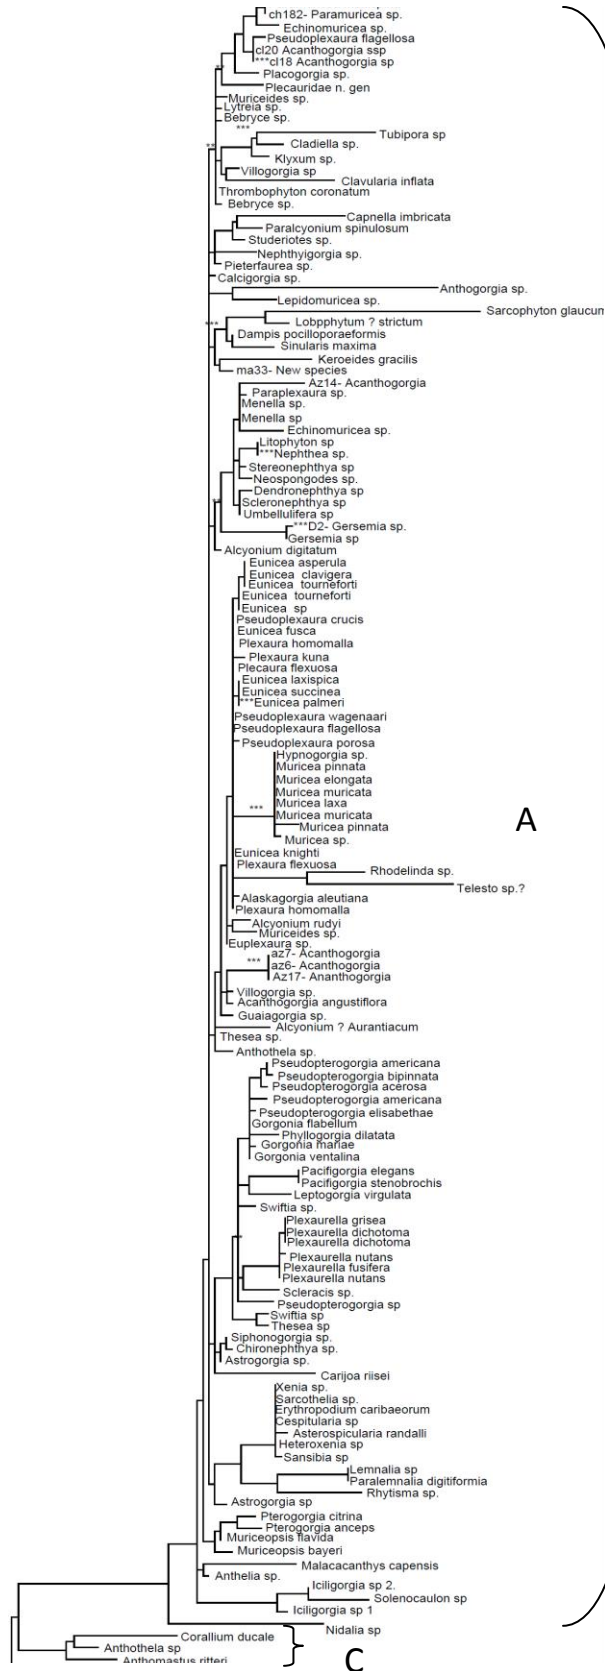 ch182- Paramuricea sp.
Echinomuricea sp.
Pseudoplexaura flagellosa
cl20 Acanthogorgia ssp
***cl18 Acanthogorgia sp
Placogorgia sp.
**
Plecauridae n. gen
Muriceides sp.
Lytreia sp.
Bebryce sp.
***
Tubipora sp
**
Cladiella sp.
Klyxum sp.
Villogorgia sp
Clavularia inflata
Thrombophyton coronatum
Bebryce sp.
Capnella imbricata
Paralcyonium spinulosum
Studeriotes sp.
Nephthyigorgia sp.
Pieterfaurea sp.
Calcigorgia sp.
Anthogorgia sp.
Lepidomuricea sp.
Sarcophyton glaucum
***
Lobpphytum ? strictum
Dampis pocilloporaeformis
Sinularis maxima
Keroeides gracilis
ma33- New species
Az14- Acanthogorgia
Paraplexaura sp.
Menella sp.
Menella sp
Echinomuricea sp.
Litophyton sp
***Nephthea sp.
Stereonephthya sp
Neospongodes sp.
Dendronephthya sp
**
Scleronephthya sp
Umbellulifera sp
***D2- Gersemia sp.
Gersemia sp
Alcyonium digitatum
Eunicea asperula
Eunicea clavigera
Eunicea tourneforti
Eunicea tourneforti
Eunicea sp
Pseudoplexaura crucis
Eunicea fusca
Plexaura homomalla
Plexaura kuna
Plecaura flexuosa
Eunicea laxispica
Eunicea succinea
***Eunicea palmeri
Pseudoplexaura wagenaari
Pseudoplexaura flagellosa
Pseudoplexaura porosa
Hypnogorgia sp.
Muricea pinnata
Muricea elongata
Muricea muricata
Muricea laxa
***
Muricea muricata
A
Muricea pinnata
Muricea sp.
Eunicea knighti
Plexaura flexuosa
Rhodelinda sp.
Telesto sp.?
Alaskagorgia aleutiana
Plexaura homomalla
Alcyonium rudyi
Muriceides sp.
Euplexaura sp.
az7- Acanthogorgia
***
az6- Acanthogorgia
Az17- Ananthogorgia
Villogorgia sp.
Acanthogorgia angustiflora
Guaiagorgia sp.
Alcyonium ? Aurantiacum
Thesea sp.
Anthothela sp.
Pseudopterogorgia americana
Pseudopterogorgia bipinnata
Pseudopterogorgia acerosa
Pseudopterogorgia americana
Pseudopterogorgia elisabethae
Gorgonia flabellum
Phyllogorgia dilatata
Gorgonia mariae
Gorgonia ventalina
Pacifigorgia elegans
Pacifigorgia stenobrochis
Leptogorgia virgulata
Swiftia sp.
Plexaurella grisea
Plexaurella dichotoma
Plexaurella dichotoma
Plexaurella nutans
Plexaurella fusifera
Plexaurella nutans
Scleracis sp.
Pseudopterogorgia sp
Swiftia sp
Thesea sp
Siphonogorgia sp.
Chironephthya sp.
Astrogorgia sp.
Carijoa riisei
Xenia sp.
Sarcothelia sp.
Erythropodium caribaeorum
Cespitularia sp
Asterospicularia randalli
Heteroxenia sp
Sansibia sp
Lemnalia sp
Paralemnalia digitiformia
Rhytisma sp.
Astrogorgia sp
Pterogorgia citrina
Pterogorgia anceps
Muriceopsis flavida
Muriceopsis bayeri
Malacacanthys capensis
Anthelia sp.
Iciligorgia sp 2.
Solenocaulon sp
Iciligorgia sp 1
Nidalia sp
Corallium ducale
Anthothela sp
C
Anthomastus ritteri